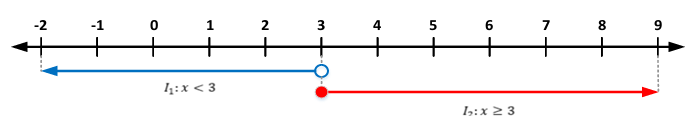 -2 -1 0 1 2 3 4 5 6 7 8 9
I₁: x < 3
I₂: x ≥ 3